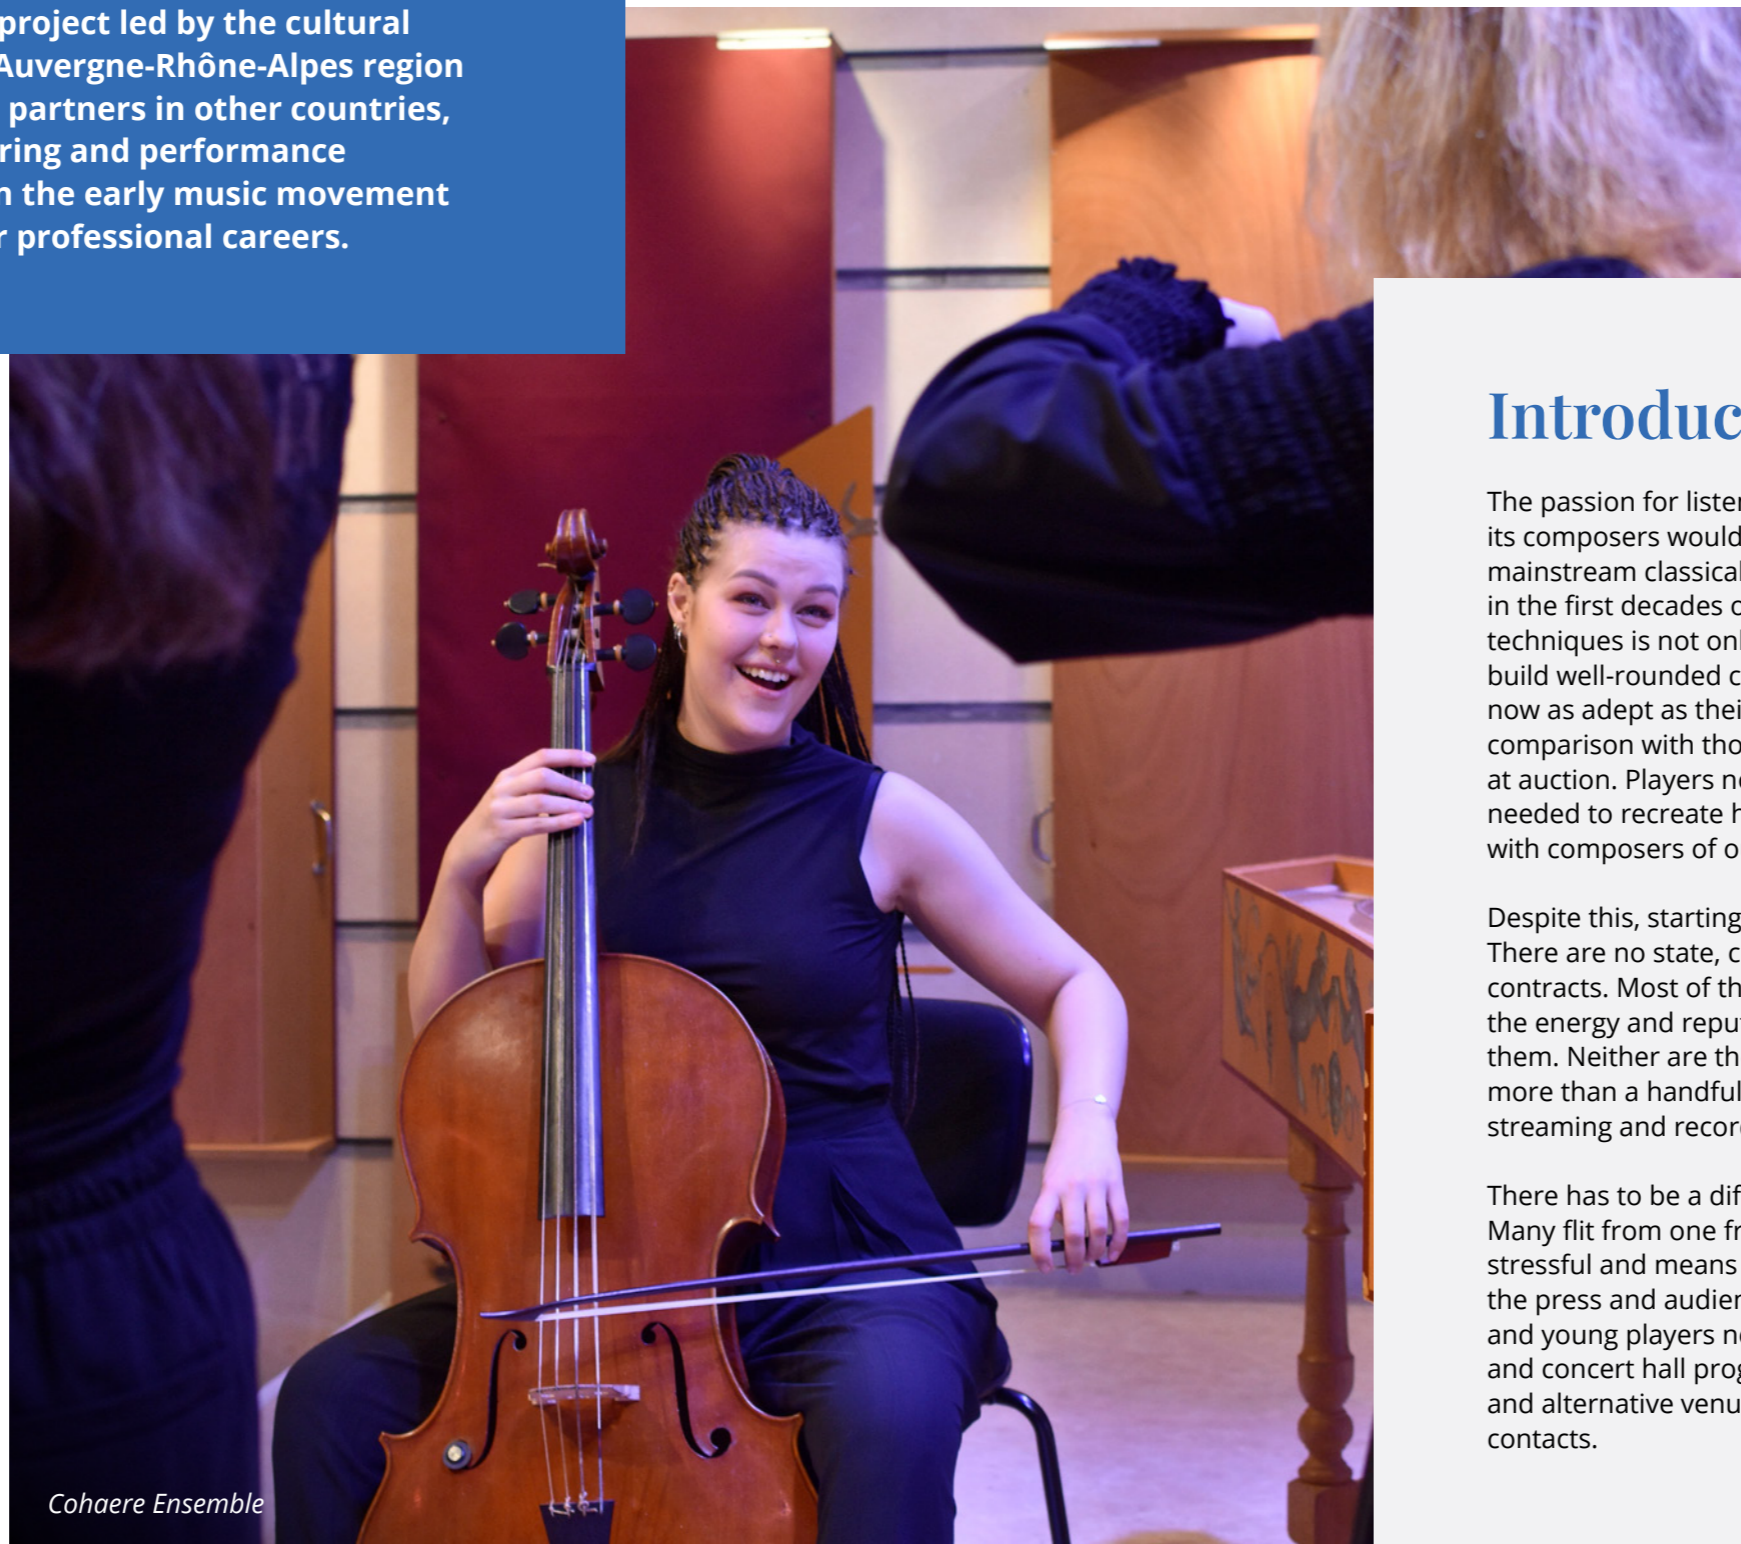 project led by the cultural
Auvergne-Rhône-Alpes region
partners in other countries,
ring and performance
n the early music movement
r professional careers.
Introduc
The passion for listen
its composers would
mainstream classical
in the first decades o
techniques is not onl
build well-rounded c
now as adept as thei
comparison with tho
at auction. Players ne
needed to recreate h
with composers of o
Despite this, starting
There are no state, c
contracts. Most of th
the energy and reput
them. Neither are th
more than a handful
streaming and recor
There has to be a dif
Many flit from one fr
stressful and means
the press and audien
and young players ne
and concert hall prog
and alternative venu
contacts.
Cohaere Ensemble